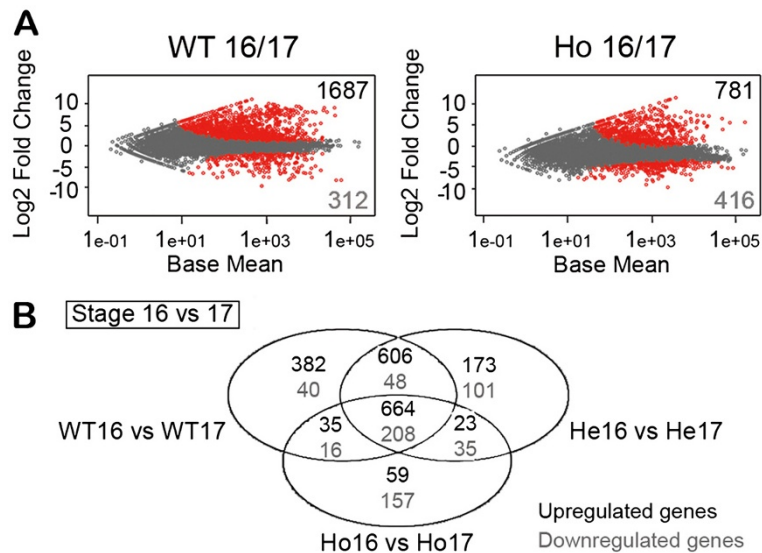 A
WT 16/17
Ho 16/17
Log2 Fold Change
10
5
0
-5
-10
1687
312
1e-01 1e+01 1e+03 1e+05
Base Mean
Log2 Fold Change
10
5
0
-5
-10
781
416
1e-01 1e+01 1e+03 1e+05
Base Mean
B
Stage 16 vs 17
382
40
606
48
173
101
664
208
35
16
23
35
59
157
WT16 vs WT17
He16 vs He17
Ho16 vs Ho17
Upregulated genes
Downregulated genes